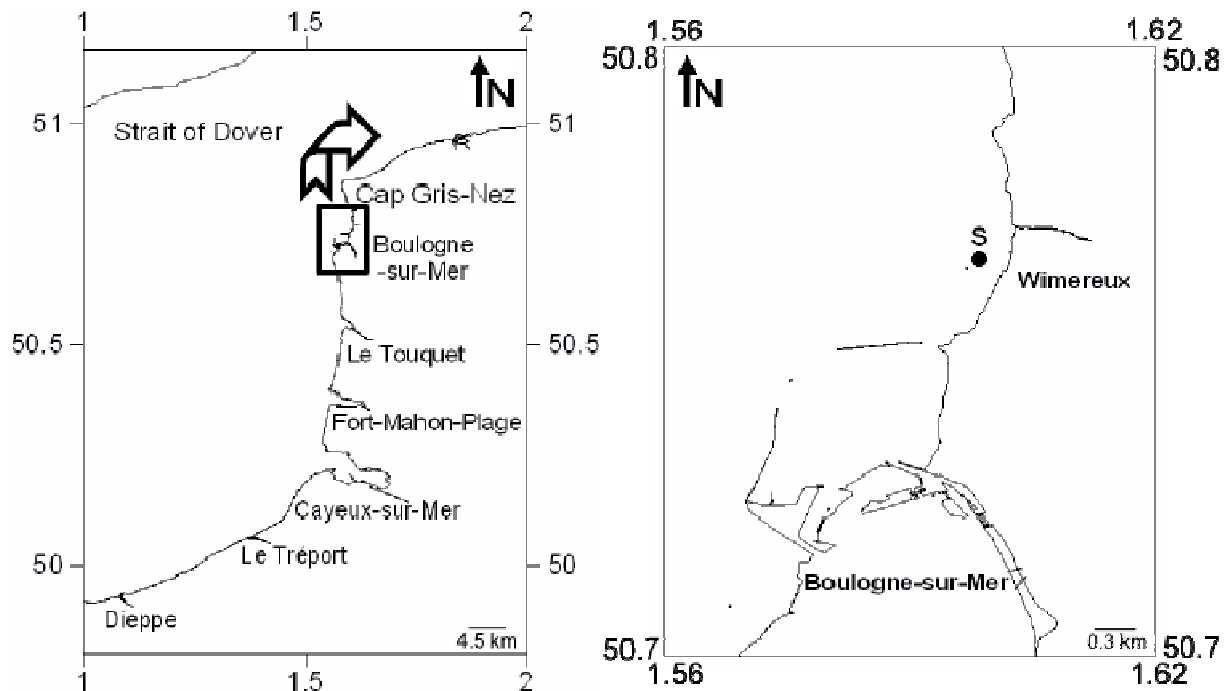 1 1.5 2
N
51 51
Strait of Dover
Cap Gris-Nez
Boulogne
-sur-Mer
50.5 50.5
Le Touquet
Fort-Mahon-Plage
Cayeux-sur-Mer
Le Tréport
50 50
Dieppe
4.5 km
1 1.5 2
1.56 1.62
50.8 50.8
N
S
Wimereux
Boulogne-sur-Mer
0.3 km
50.7 50.7
1.56 1.62